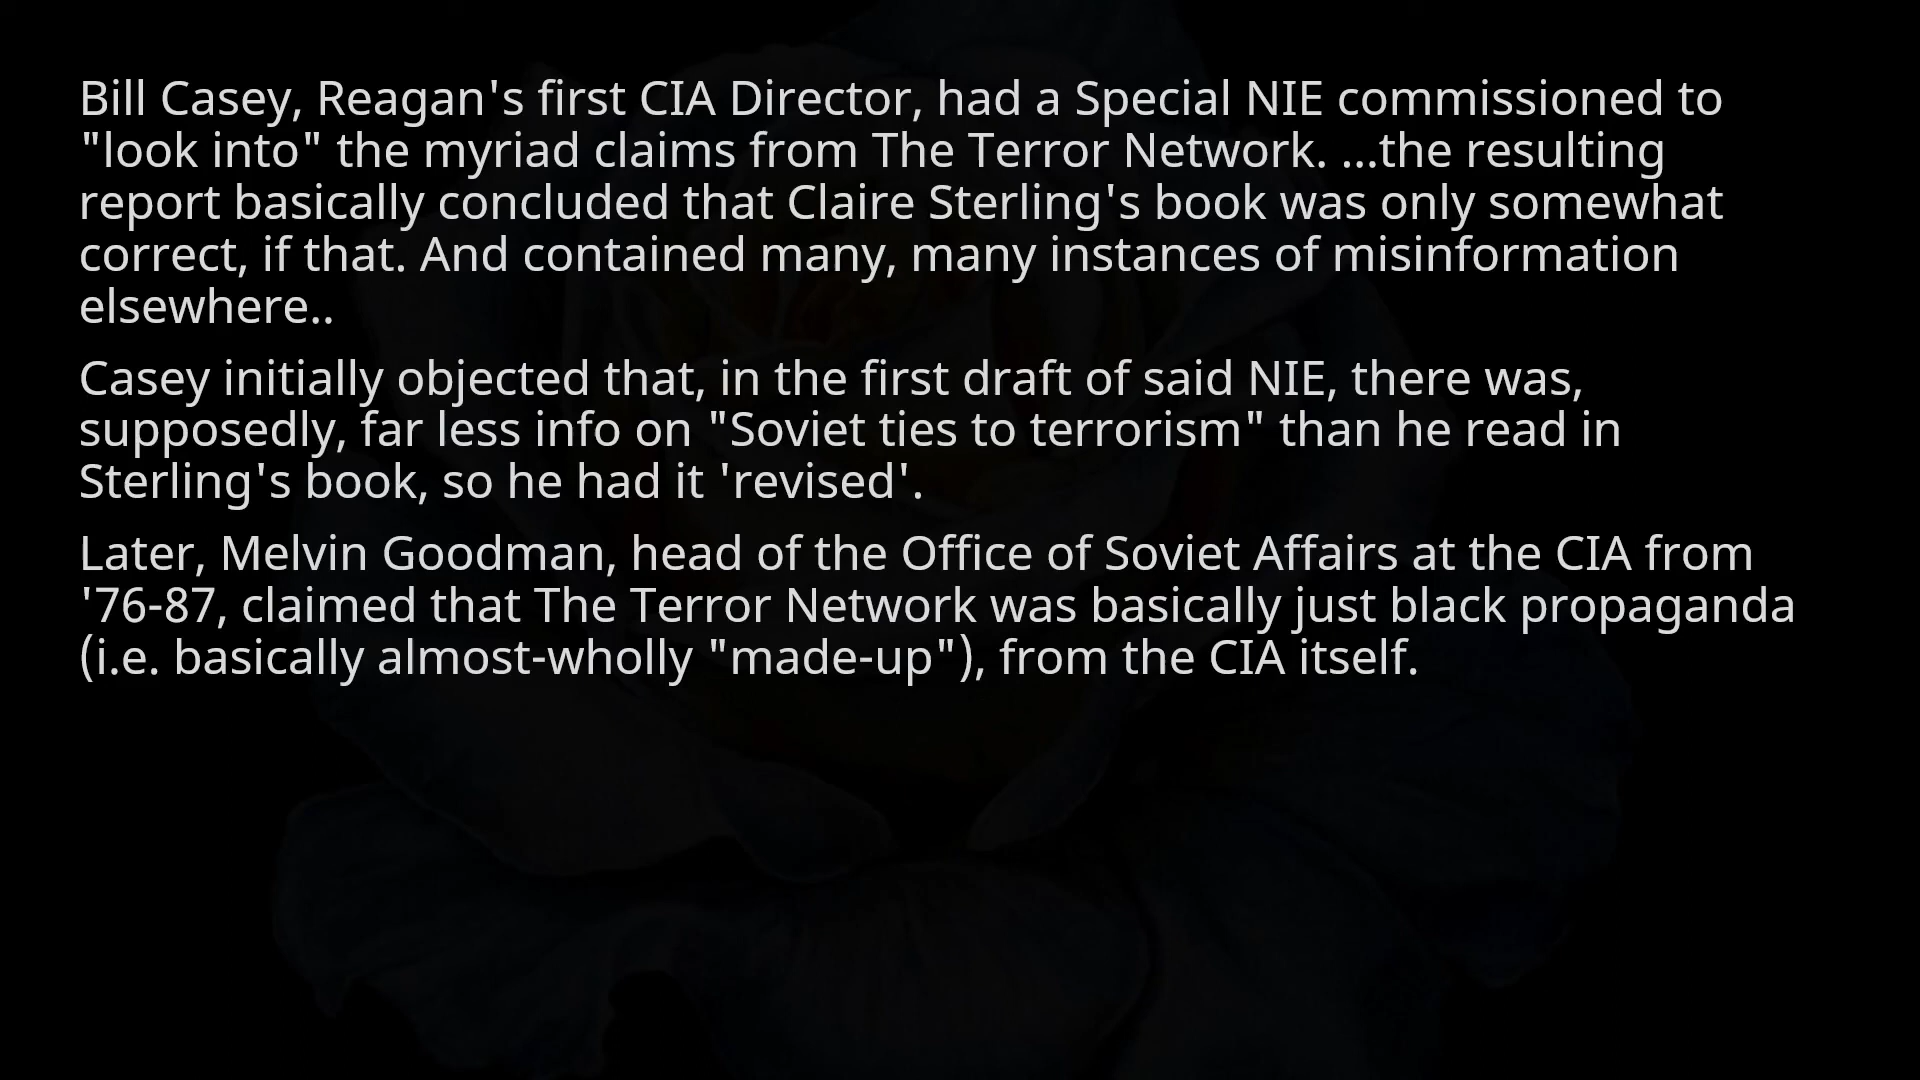 Bill Casey, Reagan's first CIA Director, had a Special NIE commissioned to
"look into" the myriad claims from The Terror Network. ...the resulting
report basically concluded that Claire Sterling's book was only somewhat
correct, if that. And contained many, many instances of misinformation
elsewhere..
Casey initially objected that, in the first draft of said NIE, there was,
supposedly, far less info on "Soviet ties to terrorism" than he read in
Sterling's book, so he had it 'revised'.
Later, Melvin Goodman, head of the Office of Soviet Affairs at the CIA from
'76-87, claimed that The Terror Network was basically just black propaganda
(i.e. basically almost-wholly "made-up"), from the CIA itself.